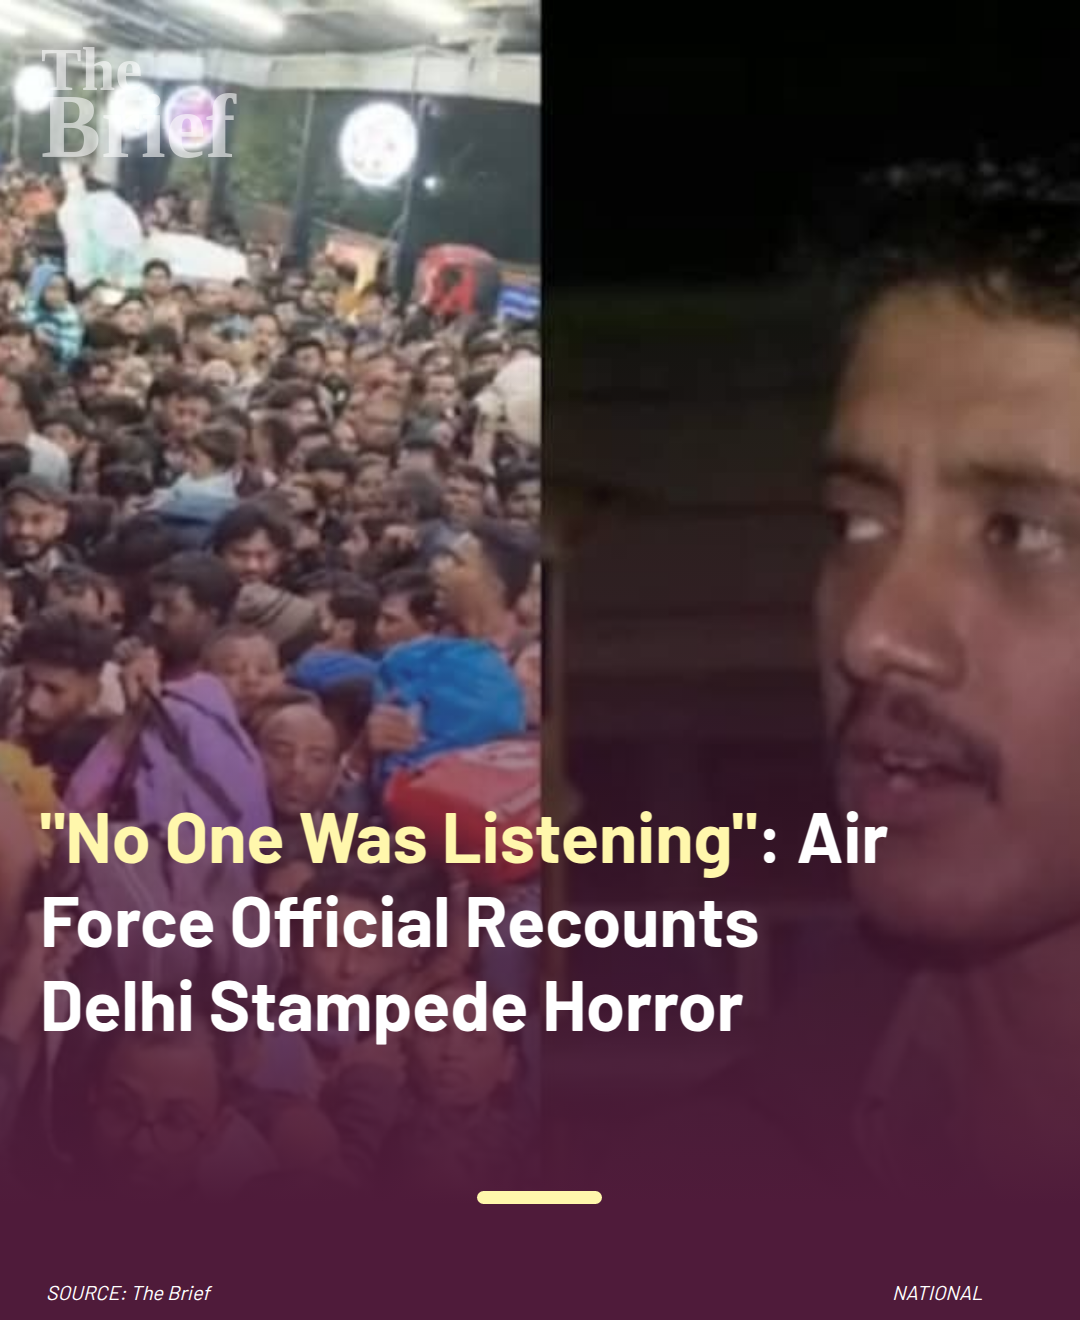 The
Brief
"No One Was Listening": Air
Force Official Recounts
Delhi Stampede Horror
SOURCE: The Brief
NATIONAL